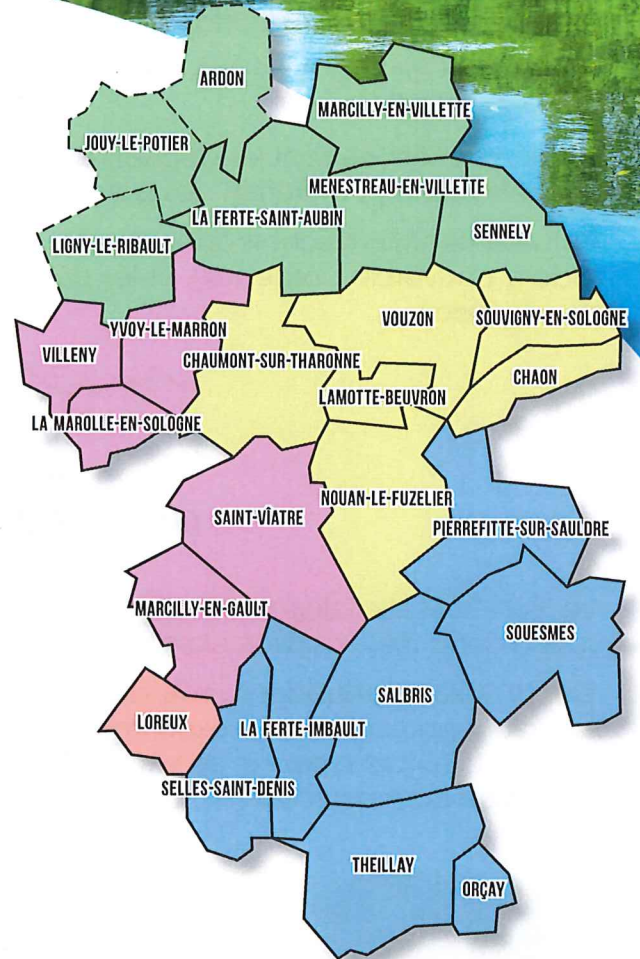 ARDON
MARCILLY-EN-VILLETTE
JOUY-LE-POTIER
MENESTREAU-EN-VILLETTE
LA FERTE-SAINT-AUBIN
SENNELY
LIGNY-LE-RIBAULT
YVOY-LE-MARRON
VOUZON
SOUVIGNY-EN-SOLOGNE
VILLENY
CHAUMONT-SUR-THARONNE
CHAON
LAMOTTE-BEUVRON
LA MAROLLE-EN-SOLOGNE
NOUAN-LE-FUZELIER
SAINT-VÎATRE
PIERREFITTE-SUR-SAULDRE
MARCILLY-EN-GAULT
SOUESMES
SALBRIS
LOREUX
LA FERTE-IMBAULT
SELLES-SAINT-DENIS
THEILLAY
ORÇAY